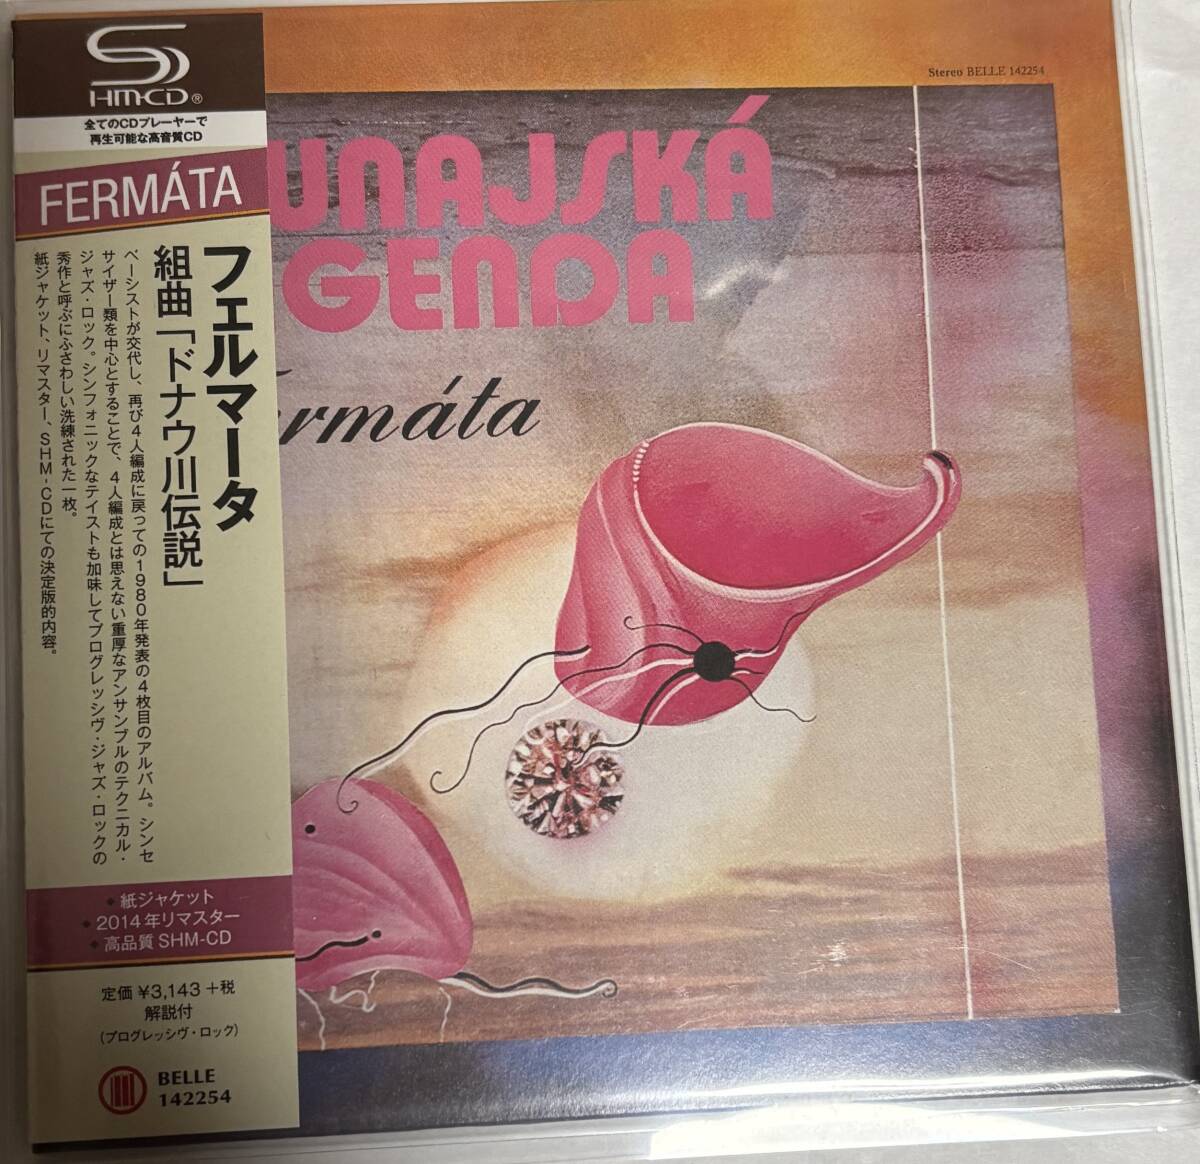 SHM-CD®
全てのCDプレーヤーで
再生可能な高音質CD
FERMÁTA
フェルマータ
組曲「ドナウ川伝説」
ベーシストが交代し、再び4人編成に戻っての1980年発表の4枚目のアルバム。シンセ
サイザー類を中心とすることで、4人編成とは思えない重厚なアンサンブルのテクニカル・
ジャズ・ロック。シンフォニックなテイストも加味してプログレッシヴ・ジャズ・ロックの
秀作と呼ぶにふさわしい洗練された一枚。
紙ジャケット、リマスター、SHM-CDにての決定版的内容。
◆紙ジャケット
◆2014年リマスター
◆高品質 SHM-CD
定価 ¥3,143+税
解説付
(プログレッシヴ・ロック)
BELLE
142254
Stereo BELLE 142254
UNAJSKÁ
GENDA
ermáta